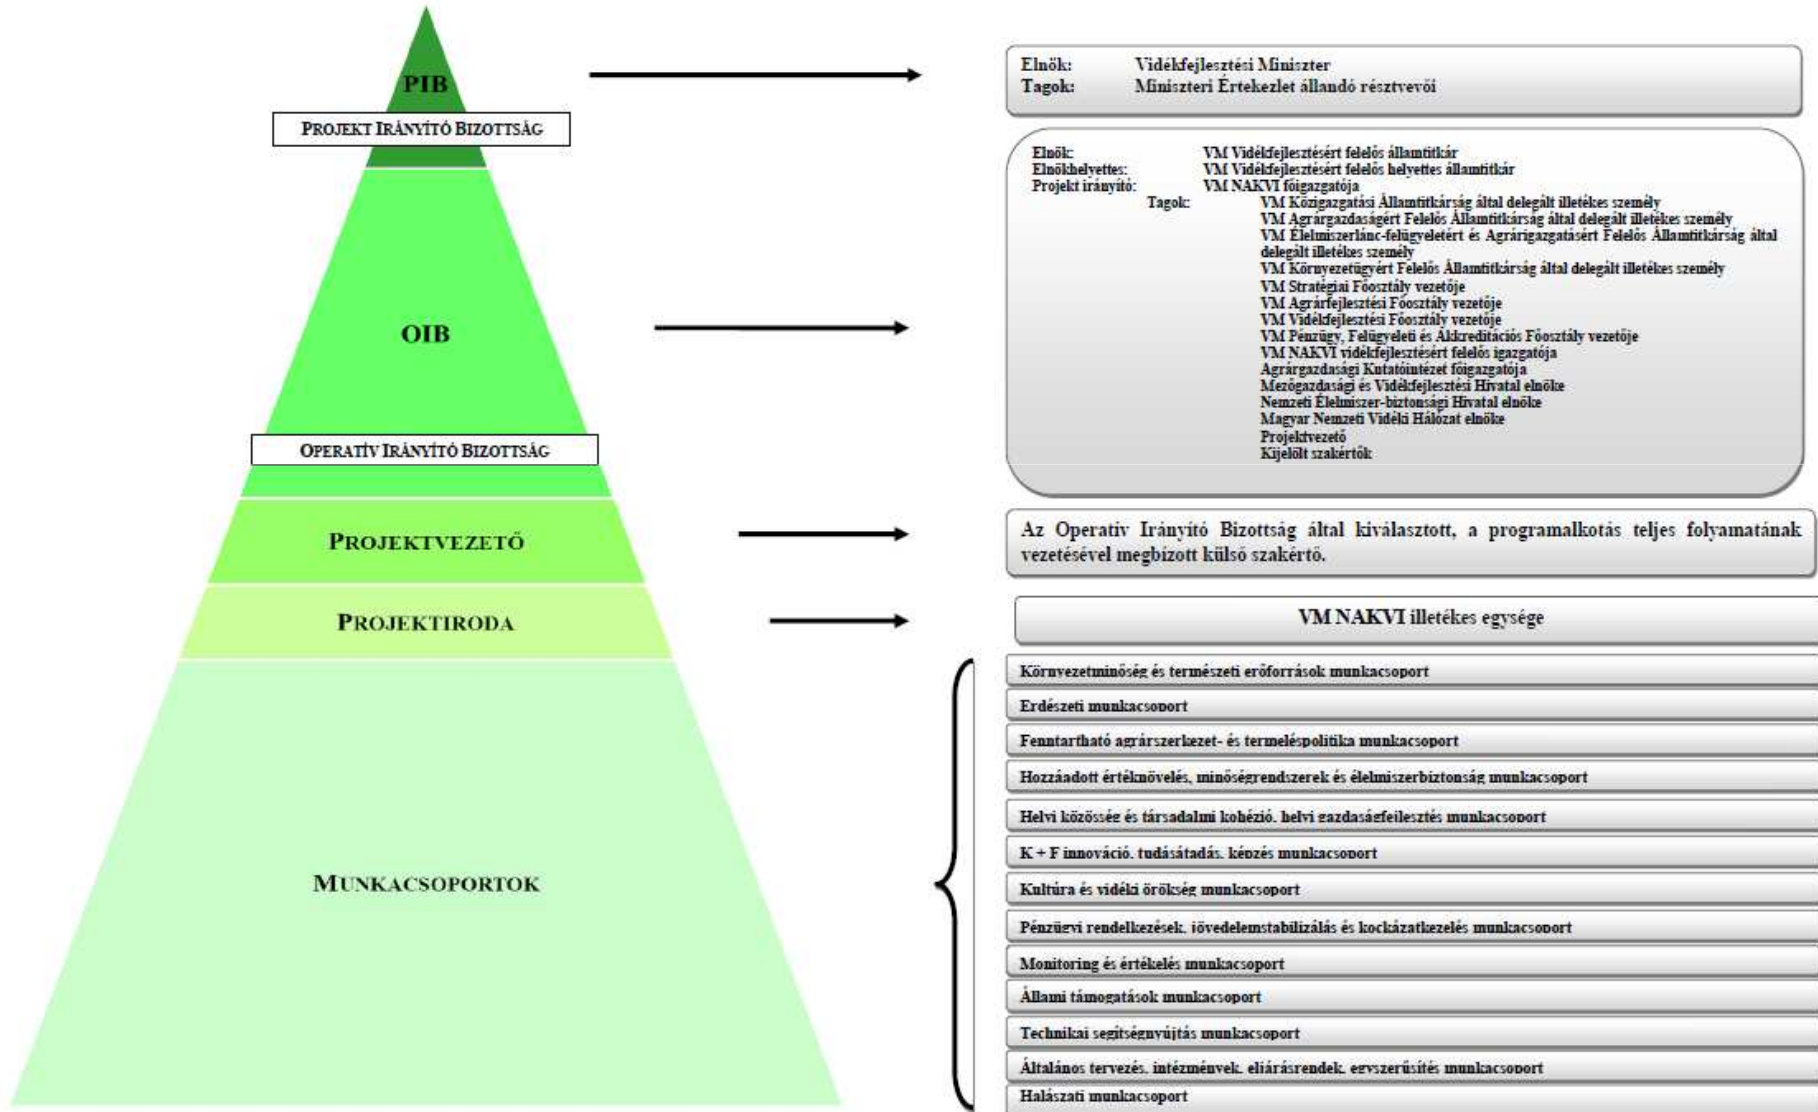 PIB
PROJEKT IRÁNYÍTÓ BIZOTTSÁG
OIB
OPERATÍV IRÁNYÍTÓ BIZOTTSÁG
PROJEKTVEZETŐ
PROJEKTIRODA
MUNKACSOPORTOK
Elnök: Vidékfejlesztési Miniszter
Tagok: Miniszteri Értekezlet állandó résztvevői
Elnök: VM Vidékfejlesztésért felelős államtitkár
Elnökhelyettes: VM Vidékfejlesztésért felelős helyettes államtitkár
Projekt irányító: VM NAKVI főigazgatója
Tagok: VM Közigazgatási Államtitkárság által delegált illetékes személy
VM Agrárgazdaságért Felelős Államtitkárság által delegált illetékes személy
VM Élelmiszerlánc-felügyeletért és Agrárigazgatásért Felelős Államtitkárság által
delegált illetékes személy
VM Környezetügyért Felelős Államtitkárság által delegált illetékes személy
VM Stratégiai Főosztály vezetője
VM Agrárfejlesztési Főosztály vezetője
VM Vidékfejlesztési Főosztály vezetője
VM Pénzügy, Felügyeleti és Akkreditációs Főosztály vezetője
VM NAKVI vidékfejlesztésért felelős igazgatója
Agrárgazdasági Kutatóintézet főigazgatója
Mezőgazdasági és Vidékfejlesztési Hivatal elnöke
Nemzeti Élelmiszer-biztonsági Hivatal elnöke
Magyar Nemzeti Vidéki Hálózat elnöke
Projektvezető
Kijelölt szakértők
Az Operatív Irányító Bizottság által kiválasztott, a programalkotás teljes folyamatának
vezetésével megbízott külső szakértő.
VM NAKVI illetékes egysége
Környezetminőség és természeti erőforrások munkacsoport
Erdészeti munkacsoport
Fenntartható agrárszerkezet- és termeléspolitika munkacsoport
Hozzáadott értéknövelés, minőségrendszerek és élelmiszerbiztonság munkacsoport
Helyi közösség és társadalmi kohézió, helyi gazdaságfejlesztés munkacsoport
K + F innováció, tudásátadás, képzés munkacsoport
Kultúra és vidéki örökség munkacsoport
Pénzügyi rendelkezések, jövedelemstabilizálás és kockázatkezelés munkacsoport
Monitoring és értékelés munkacsoport
Állami támogatások munkacsoport
Technikai segítségnyújtás munkacsoport
Általános tervezés, intézmények, eljárásrendek, egyszerűsítés munkacsoport
Halászati munkacsoport